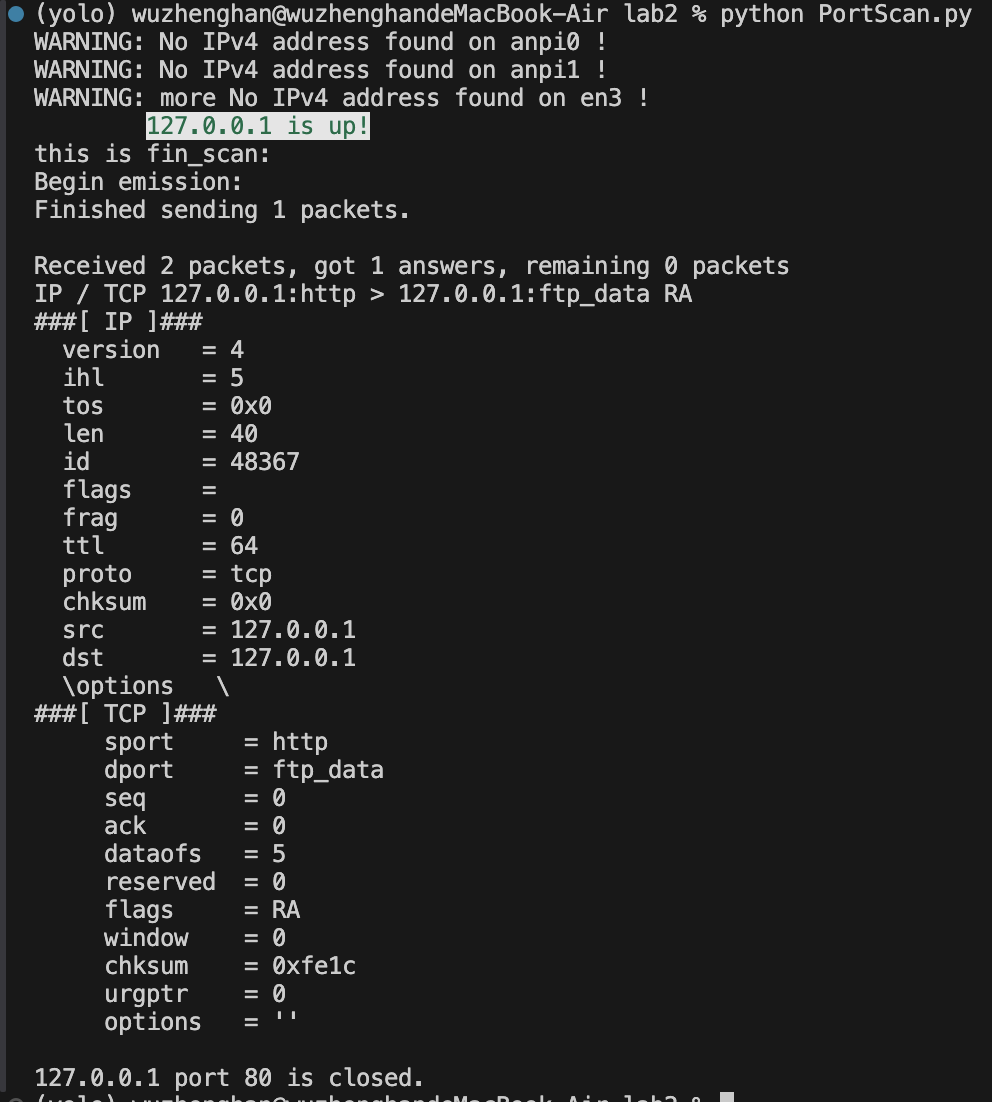 (yolo) wuzhenghan@wuzhenghandeMacBook-Air lab2 % python PortScan.py
WARNING: No IPv4 address found on anpi0 !
WARNING: No IPv4 address found on anpi1 !
WARNING: more No IPv4 address found on en3 !
127.0.0.1 is up!
this is fin_scan:
Begin emission:
Finished sending 1 packets.

Received 2 packets, got 1 answers, remaining 0 packets
IP / TCP 127.0.0.1:http > 127.0.0.1:ftp_data RA
###[ IP ]###
  version   = 4
  ihl       = 5
  tos       = 0x0
  len       = 40
  id        = 48367
  flags     =
  frag      = 0
  ttl       = 64
  proto     = tcp
  chksum    = 0x0
  src       = 127.0.0.1
  dst       = 127.0.0.1
  \options   \
###[ TCP ]###
     sport     = http
     dport     = ftp_data
     seq       = 0
     ack       = 0
     dataofs   = 5
     reserved  = 0
     flags     = RA
     window    = 0
     chksum    = 0xfe1c
     urgptr    = 0
     options   = ''

127.0.0.1 port 80 is closed.
(yolo) wuzhenghan@wuzhenghandeMacBook-Air lab2 %